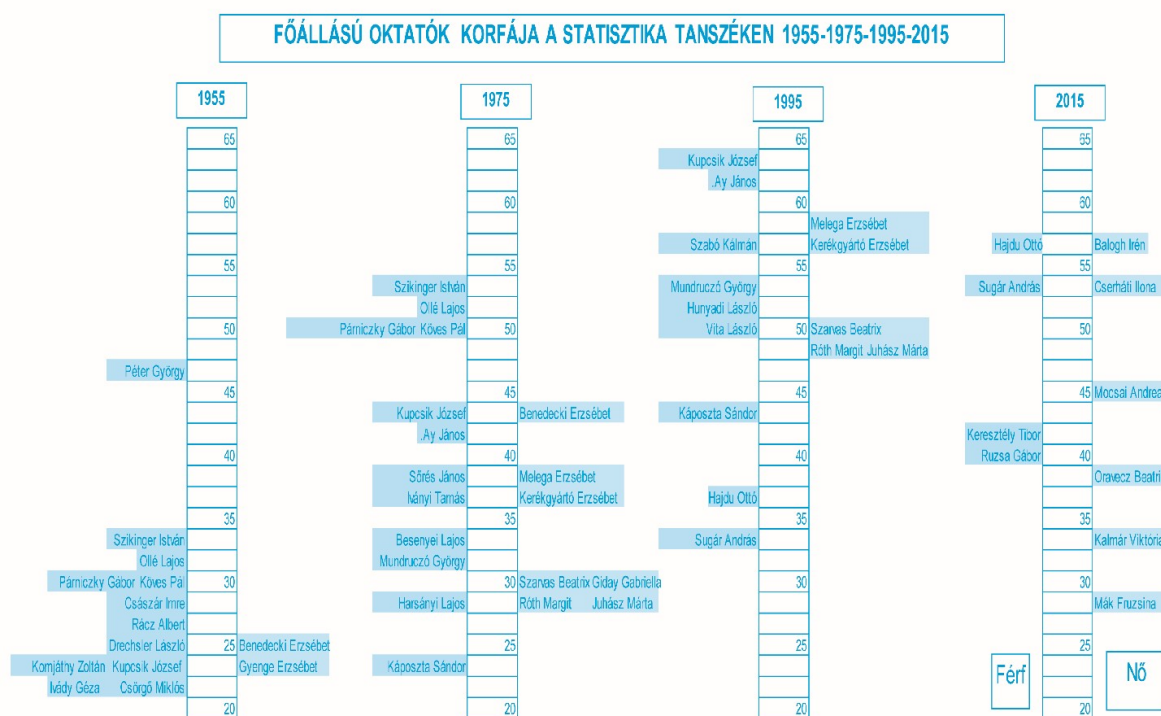 FŐÁLLÁSÚ OKTATÓK KORFÁJA A STATISZTIKA TANSZÉKEN 1955-1975-1995-2015
1955
65
60
55
50
Péter György
45
40
35
Szikinger István
Ollé Lajos
Párniczky Gábor Köves Pál 30
Császár Imre
Rácz Albert
Drechsler László 25 Benedecki Erzsébet
Komjáthy Zoltán Kupcsik József Gyenge Erzsébet
Ivády Géza Csörgő Miklós
20
1975
65
60
55
Szikinger István
Ollé Lajos
Párniczky Gábor Köves Pál 50
45
Kupcsik József Benedecki Erzsébet
.Ay János
40
Sőrés János Melega Erzsébet
Iványi Tamás Kerékgyártó Erzsébet
35
Besenyei Lajos
Mundruczó György
30 Szarvas Beatrix Giday Gabriella
Harsányi Lajos Róth Margit Juhász Márta
25
Káposzta Sándor
20
1995
65
Kupcsik József
.Ay János
60
Melega Erzsébet
Szabó Kálmán Kerékgyártó Erzsébet
55
Mundruczó György
Hunyadi László
Vita László 50 Szarvas Beatrix
Róth Margit Juhász Márta
45
Káposzta Sándor
40
Hajdu Ottó
35
Sugár András
30
25
20
2015
65
60
Hajdu Ottó Balogh Irén
55
Sugár András Cserháti Ilona
50
45 Mocsai Andrea
Keresztély Tibor
Ruzsa Gábor 40
Oravecz Beatri
35
Kalmár Viktória
30
Mák Fruzsina
25
20
Férf
Nő